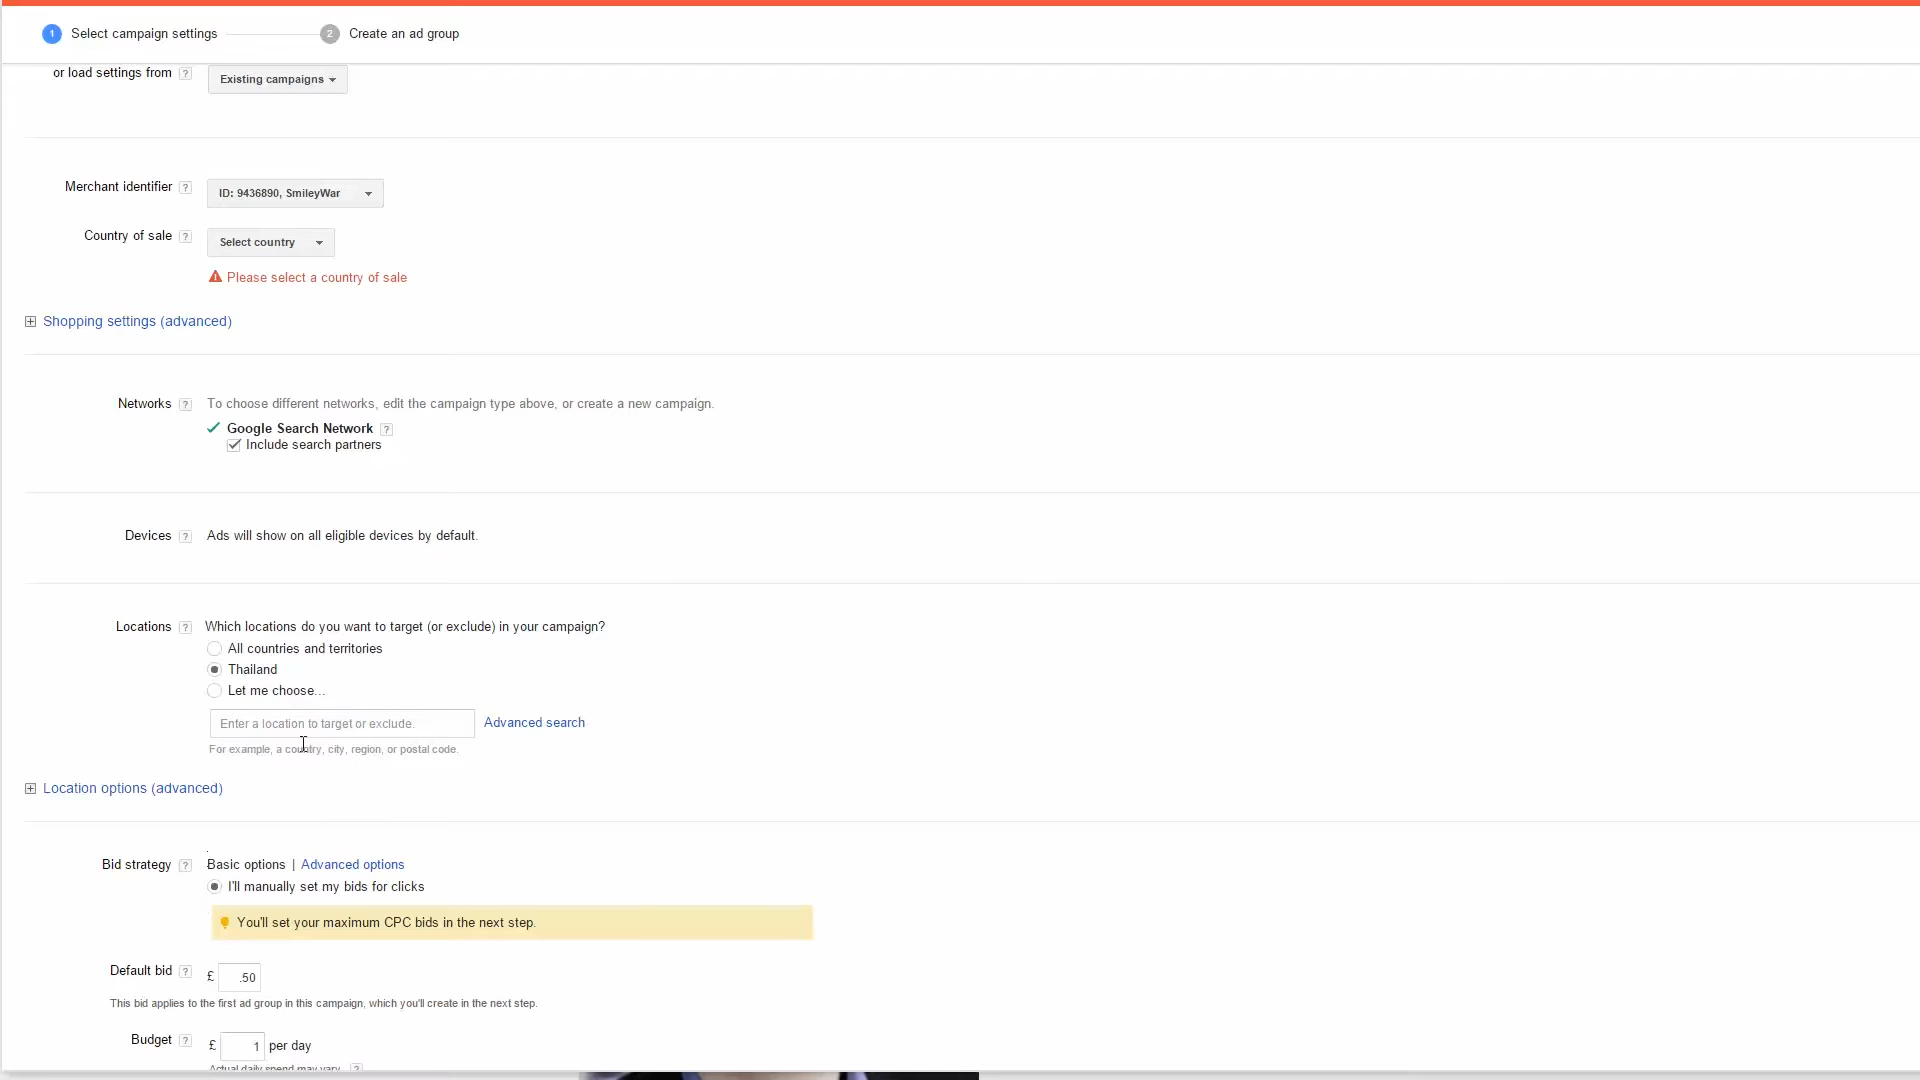 1 Select campaign settings 2 Create an ad group
or load settings from ? Existing campaigns
Merchant identifier ? ID: 9436890, SmileyWar
Country of sale ? Select country
Please select a country of sale
Shopping settings (advanced)
Networks ? To choose different networks, edit the campaign type above, or create a new campaign.
Google Search Network ?
Include search partners
Devices ? Ads will show on all eligible devices by default.
Locations ? Which locations do you want to target (or exclude) in your campaign?
All countries and territories
Thailand
Let me choose...
Enter a location to target or exclude. Advanced search
For example, a country, city, region, or postal code.
Location options (advanced)
Bid strategy ? Basic options | Advanced options
I'll manually set my bids for clicks
You'll set your maximum CPC bids in the next step.
Default bid ? £ .50
This bid applies to the first ad group in this campaign, which you'll create in the next step.
Budget ? £ 1 per day
Actual daily spend may vary. ?